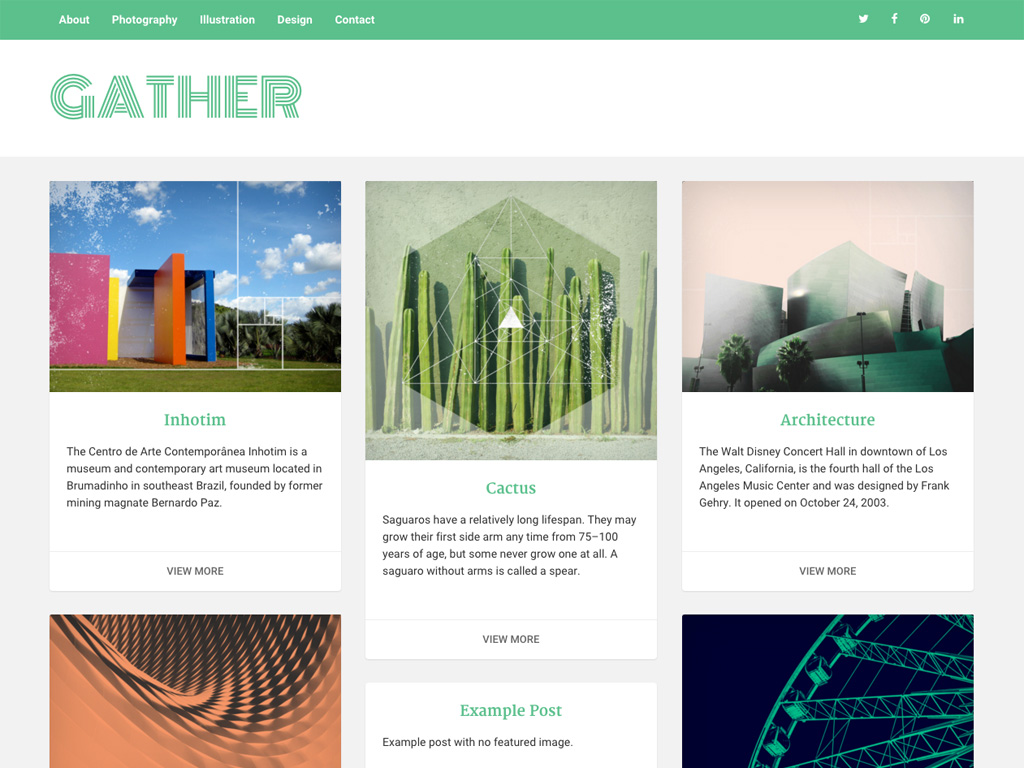 About Photography Illustration Design Contact
GATHER
Inhotim
The Centro de Arte Contemporânea Inhotim is a
museum and contemporary art museum located in
Brumadinho in southeast Brazil, founded by former
mining magnate Bernardo Paz.
VIEW MORE
Cactus
Saguaros have a relatively long lifespan. They may
grow their first side arm any time from 75–100
years of age, but some never grow one at all. A
saguaro without arms is called a spear.
VIEW MORE
Example Post
Example post with no featured image.
Architecture
The Walt Disney Concert Hall in downtown of Los
Angeles, California, is the fourth hall of the Los
Angeles Music Center and was designed by Frank
Gehry. It opened on October 24, 2003.
VIEW MORE